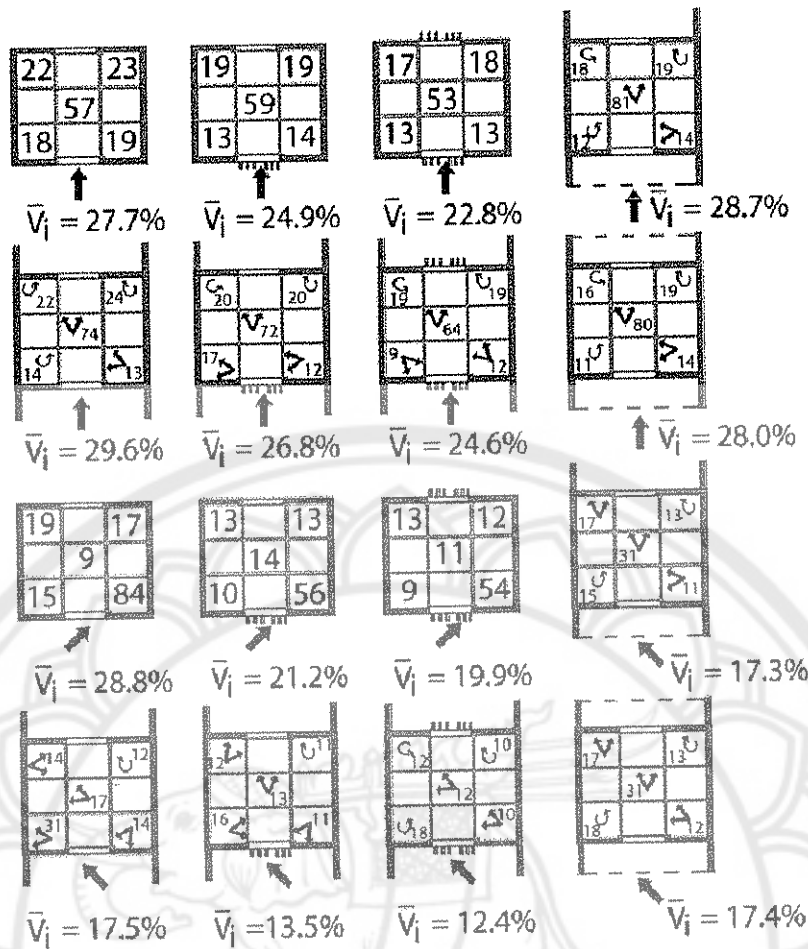 22 23 19 19 17 18 18 19
57 59 53 81
18 19 13 14 13 13 12 14
V̄i = 27.7% V̄i = 24.9% V̄i = 22.8% V̄i = 28.7%
22 24 20 20 19 19 16 19
74 72 64 80
14 13 17 12 9 12 11 14
V̄i = 29.6% V̄i = 26.8% V̄i = 24.6% V̄i = 28.0%
19 17 13 13 13 12 17 13
9 14 11 31
15 84 10 56 9 54 15 11
V̄i = 28.8% V̄i = 21.2% V̄i = 19.9% V̄i = 17.3%
14 12 12 11 12 10 17 13
17 13 12 31
31 14 16 11 18 10 18 12
V̄i = 17.5% V̄i =13.5% V̄i = 12.4% V̄i = 17.4%